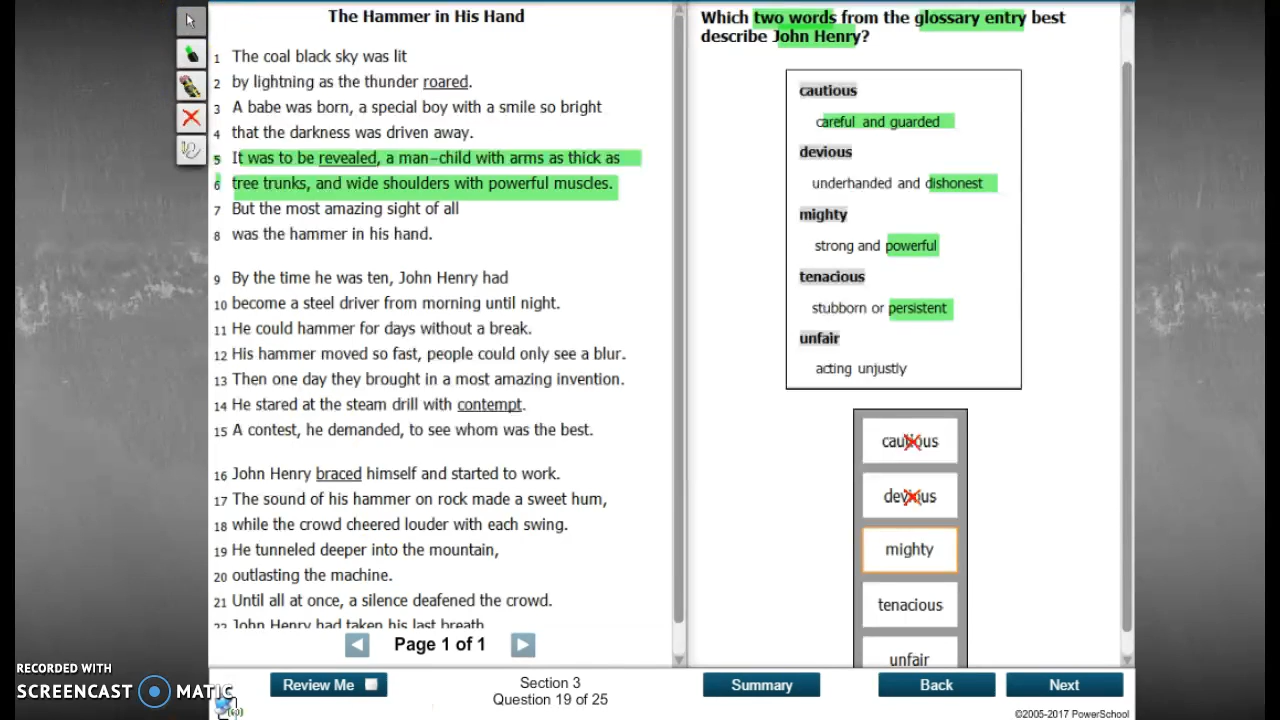 The Hammer in His Hand
1 The coal black sky was lit
2 by lightning as the thunder roared.
3 A babe was born, a special boy with a smile so bright
4 that the darkness was driven away.
5 It was to be revealed, a man-child with arms as thick as
6 tree trunks, and wide shoulders with powerful muscles.
7 But the most amazing sight of all
8 was the hammer in his hand.
9 By the time he was ten, John Henry had
10 become a steel driver from morning until night.
11 He could hammer for days without a break.
12 His hammer moved so fast, people could only see a blur.
13 Then one day they brought in a most amazing invention.
14 He stared at the steam drill with contempt.
15 A contest, he demanded, to see whom was the best.
16 John Henry braced himself and started to work.
17 The sound of his hammer on rock made a sweet hum,
18 while the crowd cheered louder with each swing.
19 He tunneled deeper into the mountain,
20 outlasting the machine.
21 Until all at once, a silence deafened the crowd.
22 John Henry had taken his last breath
Page 1 of 1
Which two words from the glossary entry best
describe John Henry?
cautious
careful and guarded
devious
underhanded and dishonest
mighty
strong and powerful
tenacious
stubborn or persistent
unfair
acting unjustly
cautious
devious
mighty
tenacious
unfair
Review Me
Section 3
Question 19 of 25
Summary
Back
Next
©2005-2017 PowerSchool
RECORDED WITH
SCREENCAST MATIC